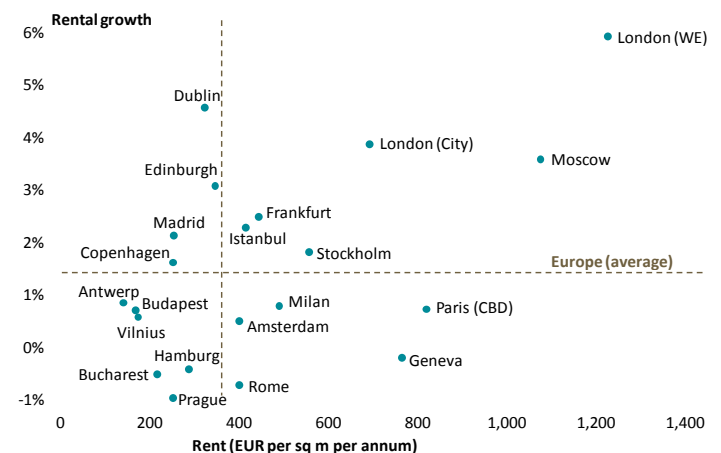 Rental growth
6%
London (WE)
5%
Dublin
4%
London (City)
Moscow
Edinburgh
3%
Frankfurt
Madrid
Istanbul
2%
Copenhagen
Stockholm
Europe (average)
1%
Antwerp
Budapest
Milan
Paris (CBD)
Vilnius
Amsterdam
0%
Hamburg
Geneva
Bucharest
Rome
-1%
Prague
0 200 400 600 800 1,000 1,200 1,400
Rent (EUR per sq m per annum)